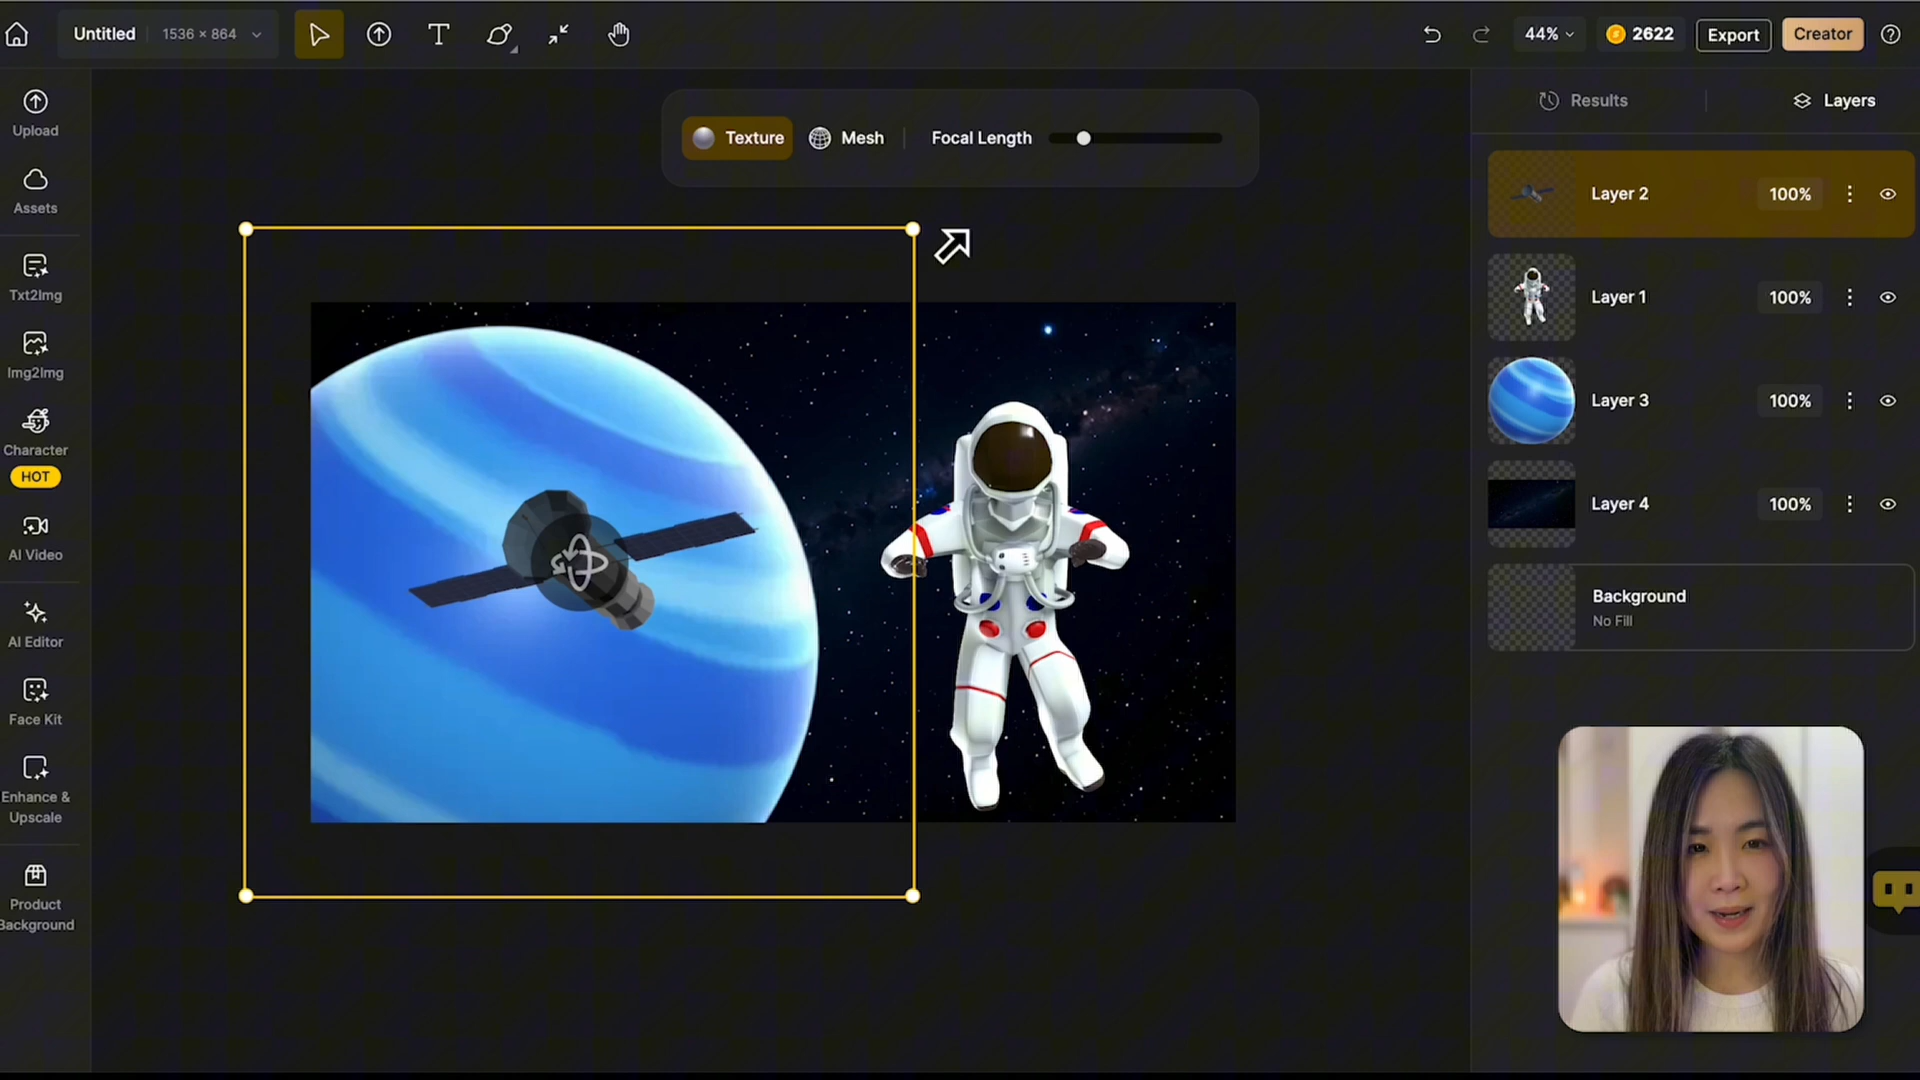 Untitled 1536 × 864
T
44% 2622 Export Creator
Upload
Assets
Txt2Img
Img2Img
Character
HOT
AI Video
AI Editor
Face Kit
Enhance &
Upscale
Product
Background
Texture Mesh Focal Length
Results Layers
Layer 2 100%
Layer 1 100%
Layer 3 100%
Layer 4 100%
Background
No Fill